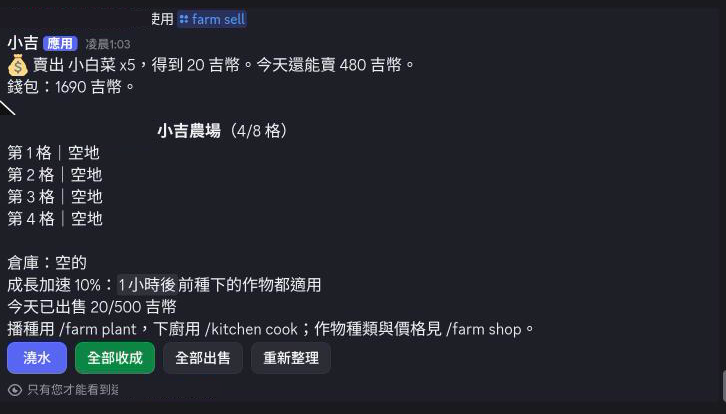 使用 farm sell
小吉 應用 凌晨1:03
💰 賣出 小白菜 x5，得到 20 吉幣。今天還能賣 480 吉幣。
錢包：1690 吉幣。
小吉農場（4/8 格）
第 1 格｜空地
第 2 格｜空地
第 3 格｜空地
第 4 格｜空地
倉庫：空的
成長加速 10%：1 小時後前種下的作物都適用
今天已出售 20/500 吉幣
播種用 /farm plant，下廚用 /kitchen cook；作物種類與價格見 /farm shop。
澆水 全部收成 全部出售 重新整理
只有您才能看到